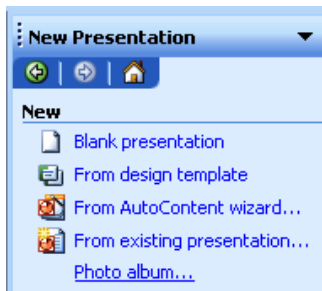 New Presentation
New
Blank presentation
From design template
From AutoContent wizard...
From existing presentation...
Photo album...